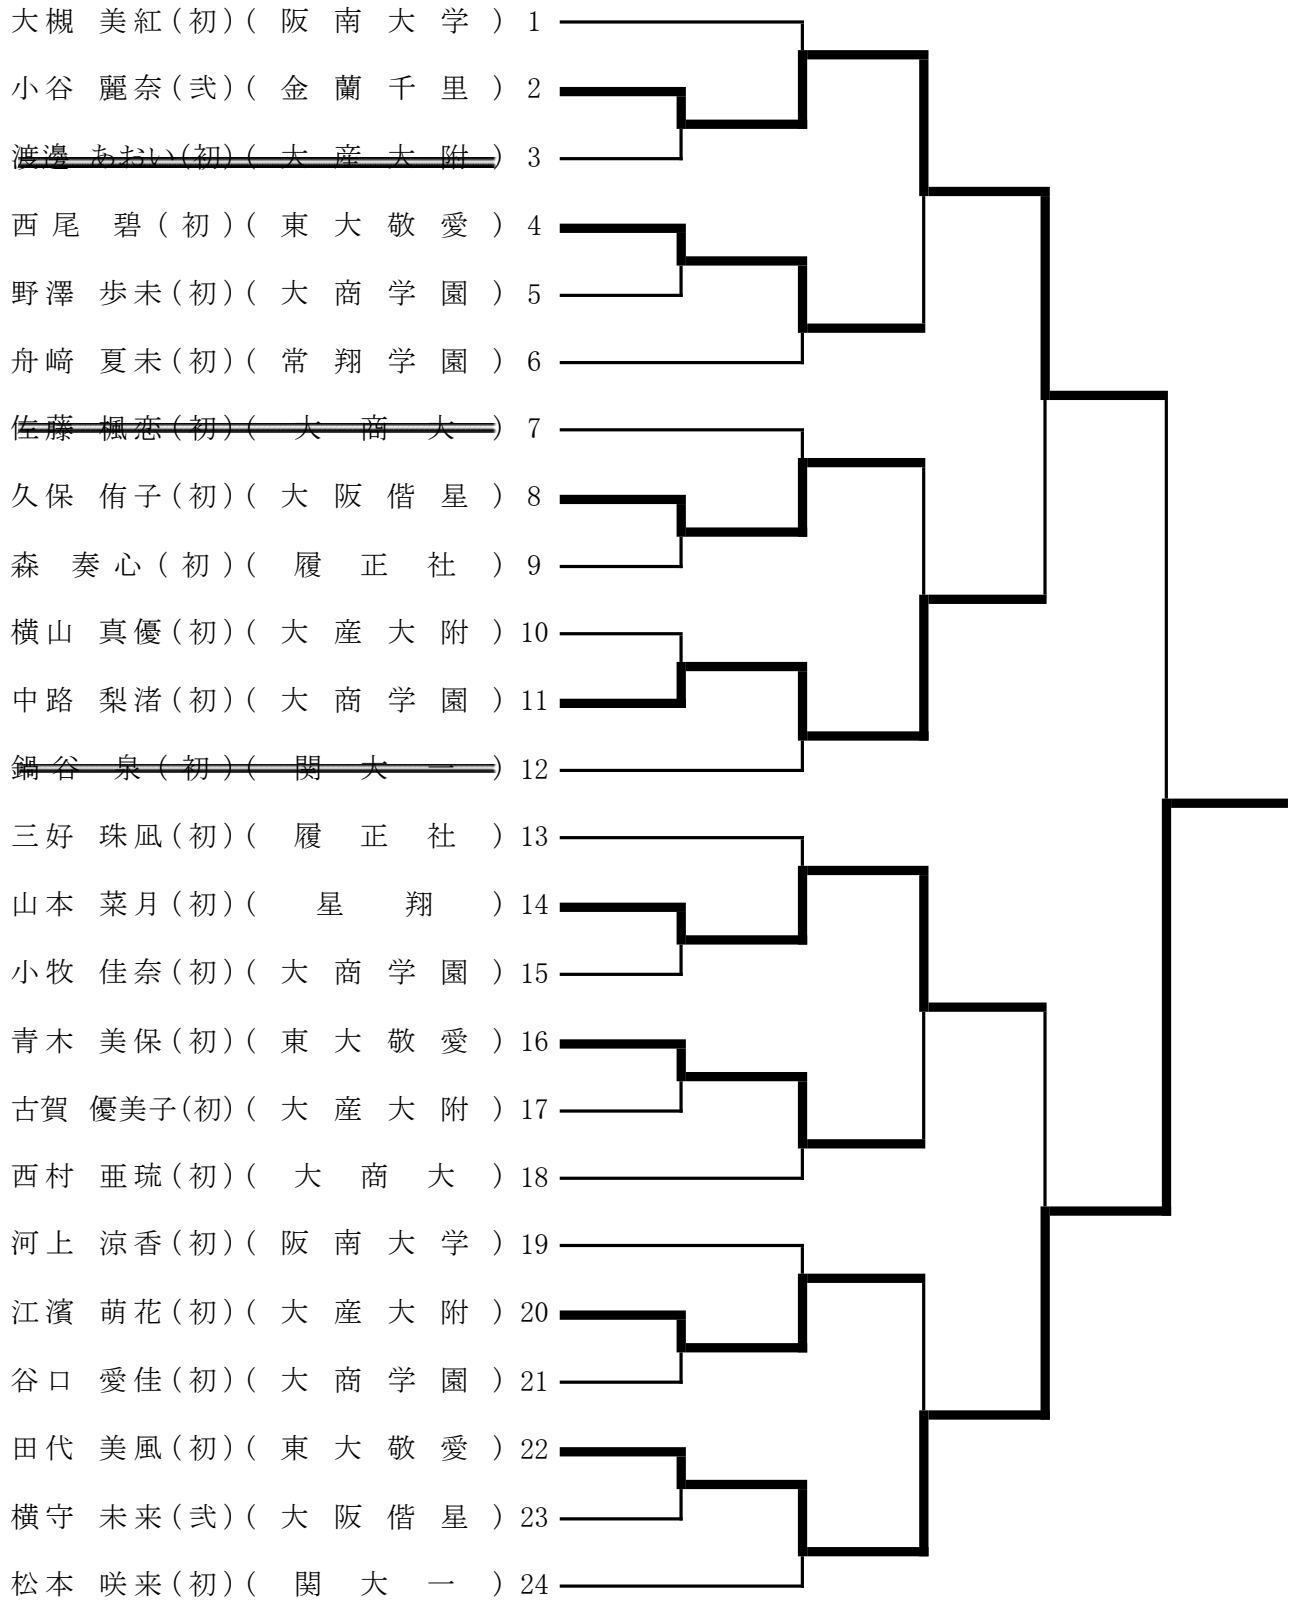 大槻 美紅(初)( 阪 南 大 学 ) 1
小谷 麗奈(弐)( 金 蘭 千 里 ) 2
渡邊 あおい(初)( 大 産 大 附 ) 3
西尾 碧(初)( 東 大 敬 愛 ) 4
野澤 歩未(初)( 大 商 学 園 ) 5
舟﨑 夏未(初)( 常 翔 学 園 ) 6
佐藤 楓恋(初)( 大 商 大 ) 7
久保 侑子(初)( 大 阪 偕 星 ) 8
森 奏心(初)( 履 正 社 ) 9
横山 真優(初)( 大 産 大 附 ) 10
中路 梨渚(初)( 大 商 学 園 ) 11
鍋谷 泉(初)( 関 大 一 ) 12
三好 珠凪(初)( 履 正 社 ) 13
山本 菜月(初)( 星 翔 ) 14
小牧 佳奈(初)( 大 商 学 園 ) 15
青木 美保(初)( 東 大 敬 愛 ) 16
古賀 優美子(初)( 大 産 大 附 ) 17
西村 亜琉(初)( 大 商 大 ) 18
河上 涼香(初)( 阪 南 大 学 ) 19
江濱 萌花(初)( 大 産 大 附 ) 20
谷口 愛佳(初)( 大 商 学 園 ) 21
田代 美風(初)( 東 大 敬 愛 ) 22
横守 未来(弐)( 大 阪 偕 星 ) 23
松本 咲来(初)( 関 大 一 ) 24